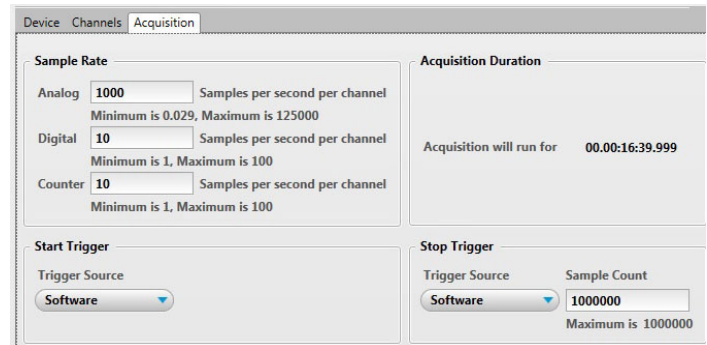 Device Channels Acquisition
Sample Rate
Analog 1000 Samples per second per channel
Minimum is 0.029, Maximum is 125000
Digital 10 Samples per second per channel
Minimum is 1, Maximum is 100
Counter 10 Samples per second per channel
Minimum is 1, Maximum is 100
Acquisition Duration
Acquisition will run for 00.00:16:39.999
Start Trigger
Trigger Source
Software
Stop Trigger
Trigger Source Sample Count
Software 1000000
Maximum is 1000000